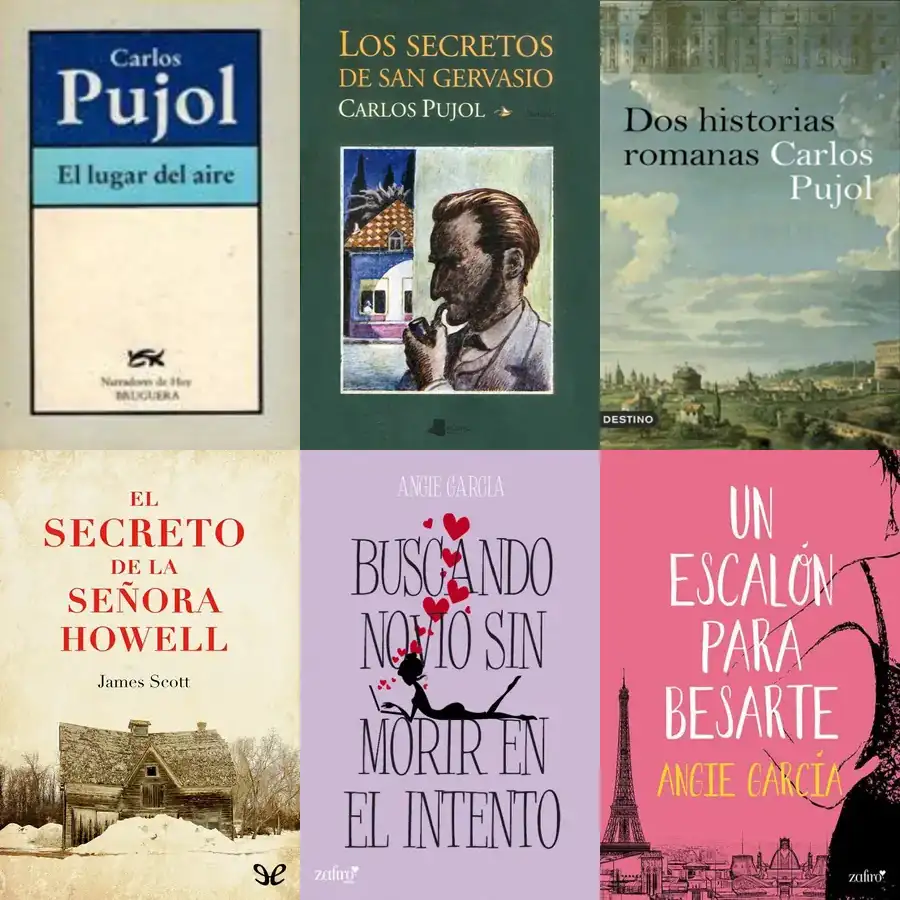 Carlos
Pujol
El lugar del aire
Narradores de Hoy
BRUGUERA
LOS SECRETOS
DE SAN GERVASIO
CARLOS PUJOL
Dos historias
romanas Carlos
Pujol
DESTINO
EL
SECRETO
DE LA
SEÑORA
HOWELL
James Scott
ANGIE GARCÍA
BUSCANDO
NOVIO SIN
MORIR EN
EL INTENTO
zafiro
UN
ESCALÓN
PARA
BESARTE
ANGIE GARCÍA
zafiro